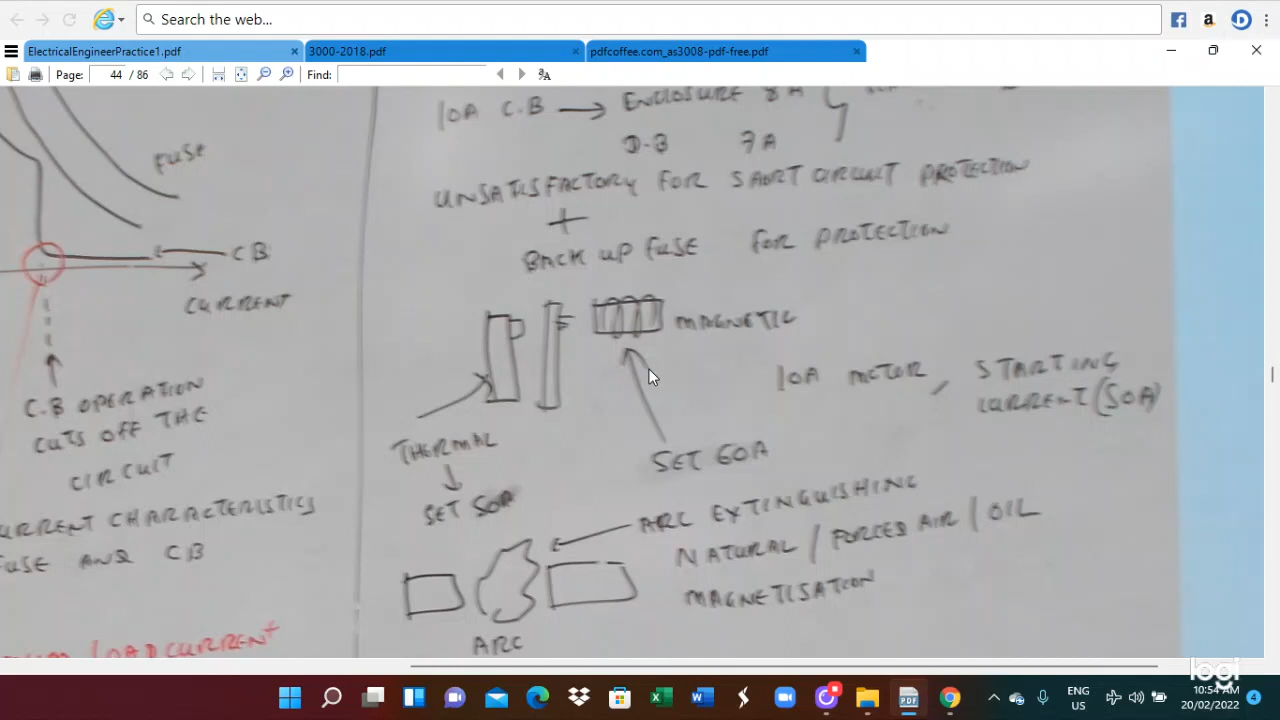 Search the web...
ElectricalEngineerPractice1.pdf
3000-2018.pdf
pdfcoffee.com_as3008-pdf-free.pdf
Page: 44 / 86
Find:
10A C.B → ENCLOSURE 8A
D-B 7A
UNSATISFACTORY FOR SHORT CIRCUIT PROTECTION
+
BACK UP FUSE FOR PROTECTION
FUSE
CB
CURRENT
MAGNETIC
10A MOTOR, STARTING
CURRENT (50A)
C.B OPERATION
CUTS OFF THE
CIRCUIT
THERMAL
SET 50A
SET 60A
CURRENT CHARACTERISTICS
FUSE AND CB
ARC EXTINGUISHING
NATURAL / FORCED AIR / OIL
MAGNETISATION
ARC
LOAD CURRENT
logi
ENG
US
10:54 AM
20/02/2022
4